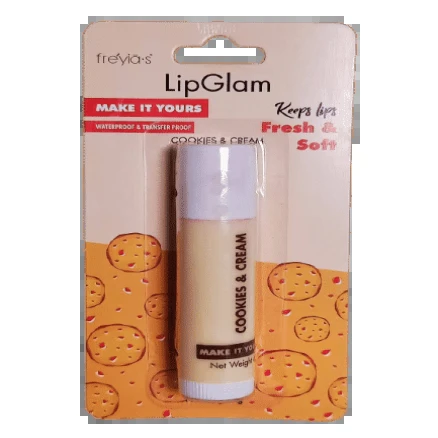 freyia·s
LipGlam
MAKE IT YOURS
WATERPROOF & TRANSFER PROOF
Keeps lips
Fresh &
Soft
COOKIES & CREAM
COOKIES & CREAM
MAKE IT YOU
Net Weight